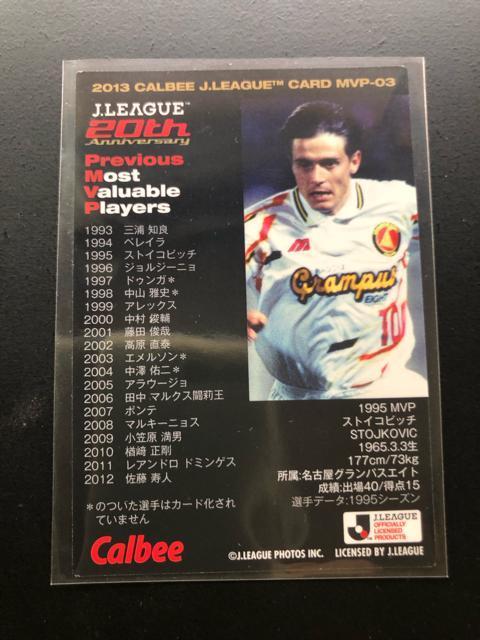 2013 CALBEE J.LEAGUE™ CARD MVP-03
J.LEAGUE™
20th
Anniversary
Previous
Most
Valuable
Players
1993 三浦 知良
1994 ペレイラ
1995 ストイコビッチ
1996 ジョルジーニョ
1997 ドゥンガ*
1998 中山 雅史*
1999 アレックス
2000 中村 俊輔
2001 藤田 俊哉
2002 高原 直泰
2003 エメルソン*
2004 中澤 佑二*
2005 アラウージョ
2006 田中 マルクス闘莉王
2007 ポンテ
2008 マルキーニョス
2009 小笠原 満男
2010 楢﨑 正剛
2011 レアンドロ ドミンゲス
2012 佐藤 寿人
*のついた選手はカード化され
ていません
Calbee
Grampus
EIGHT
10
1995 MVP
ストイコビッチ
STOJKOVIC
1965.3.3生
177cm/73kg
所属:名古屋グランパスエイト
成績:出場40/得点15
選手データ:1995シーズン
J.LEAGUE
OFFICIALLY
LICENSED
PRODUCTS
©J.LEAGUE PHOTOS INC. LICENSED BY J.LEAGUE